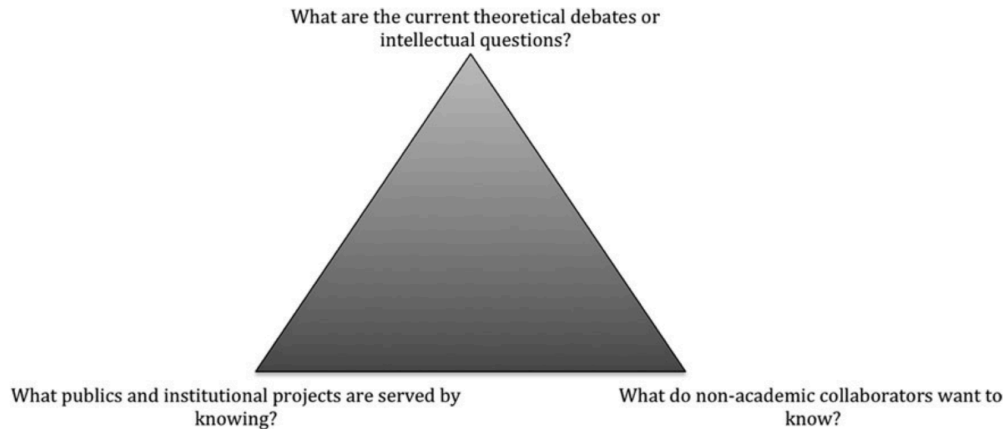 What are the current theoretical debates or
intellectual questions?
What publics and institutional projects are served by
knowing?
What do non-academic collaborators want to
know?